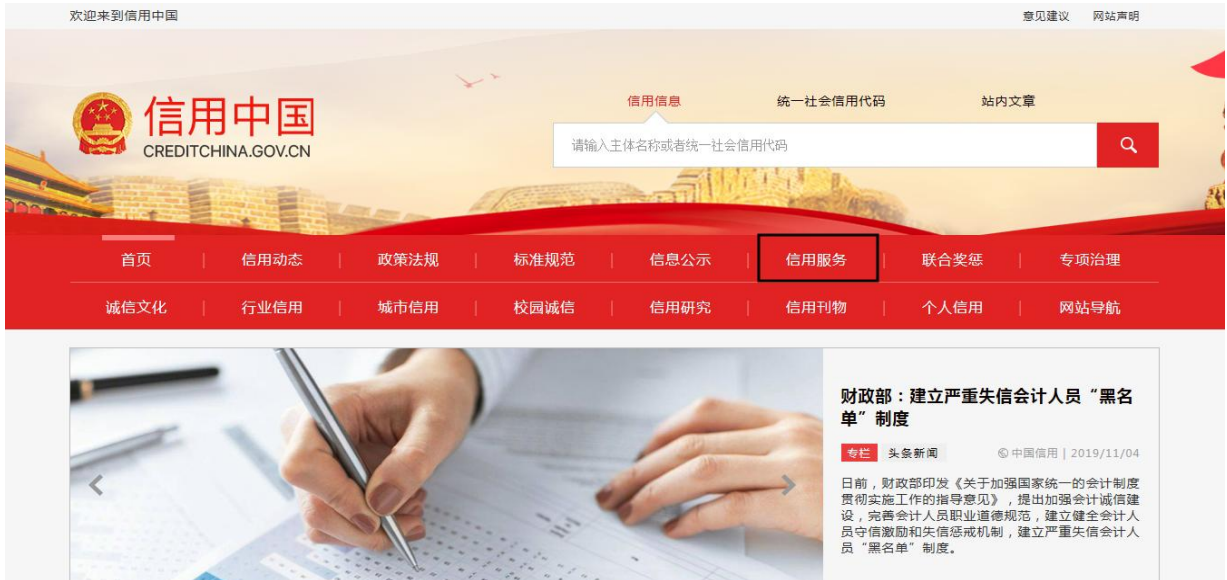 欢迎来到信用中国
意见建议 网站声明
信用信息 统一社会信用代码 站内文章
信用中国
CREDITCHINA.GOV.CN
请输入主体名称或者统一社会信用代码
首页 | 信用动态 | 政策法规 | 标准规范 | 信息公示 | 信用服务 | 联合奖惩 | 专项治理
诚信文化 | 行业信用 | 城市信用 | 校园诚信 | 信用研究 | 信用刊物 | 个人信用 | 网站导航
财政部：建立严重失信会计人员“黑名
单”制度
专栏 头条新闻 ©中国信用 | 2019/11/04
日前，财政部印发《关于加强国家统一的会计制度
贯彻实施工作的指导意见》，提出加强会计诚信建
设，完善会计人员职业道德规范，建立健全会计人
员守信激励和失信惩戒机制，建立严重失信会计人
员“黑名单”制度。